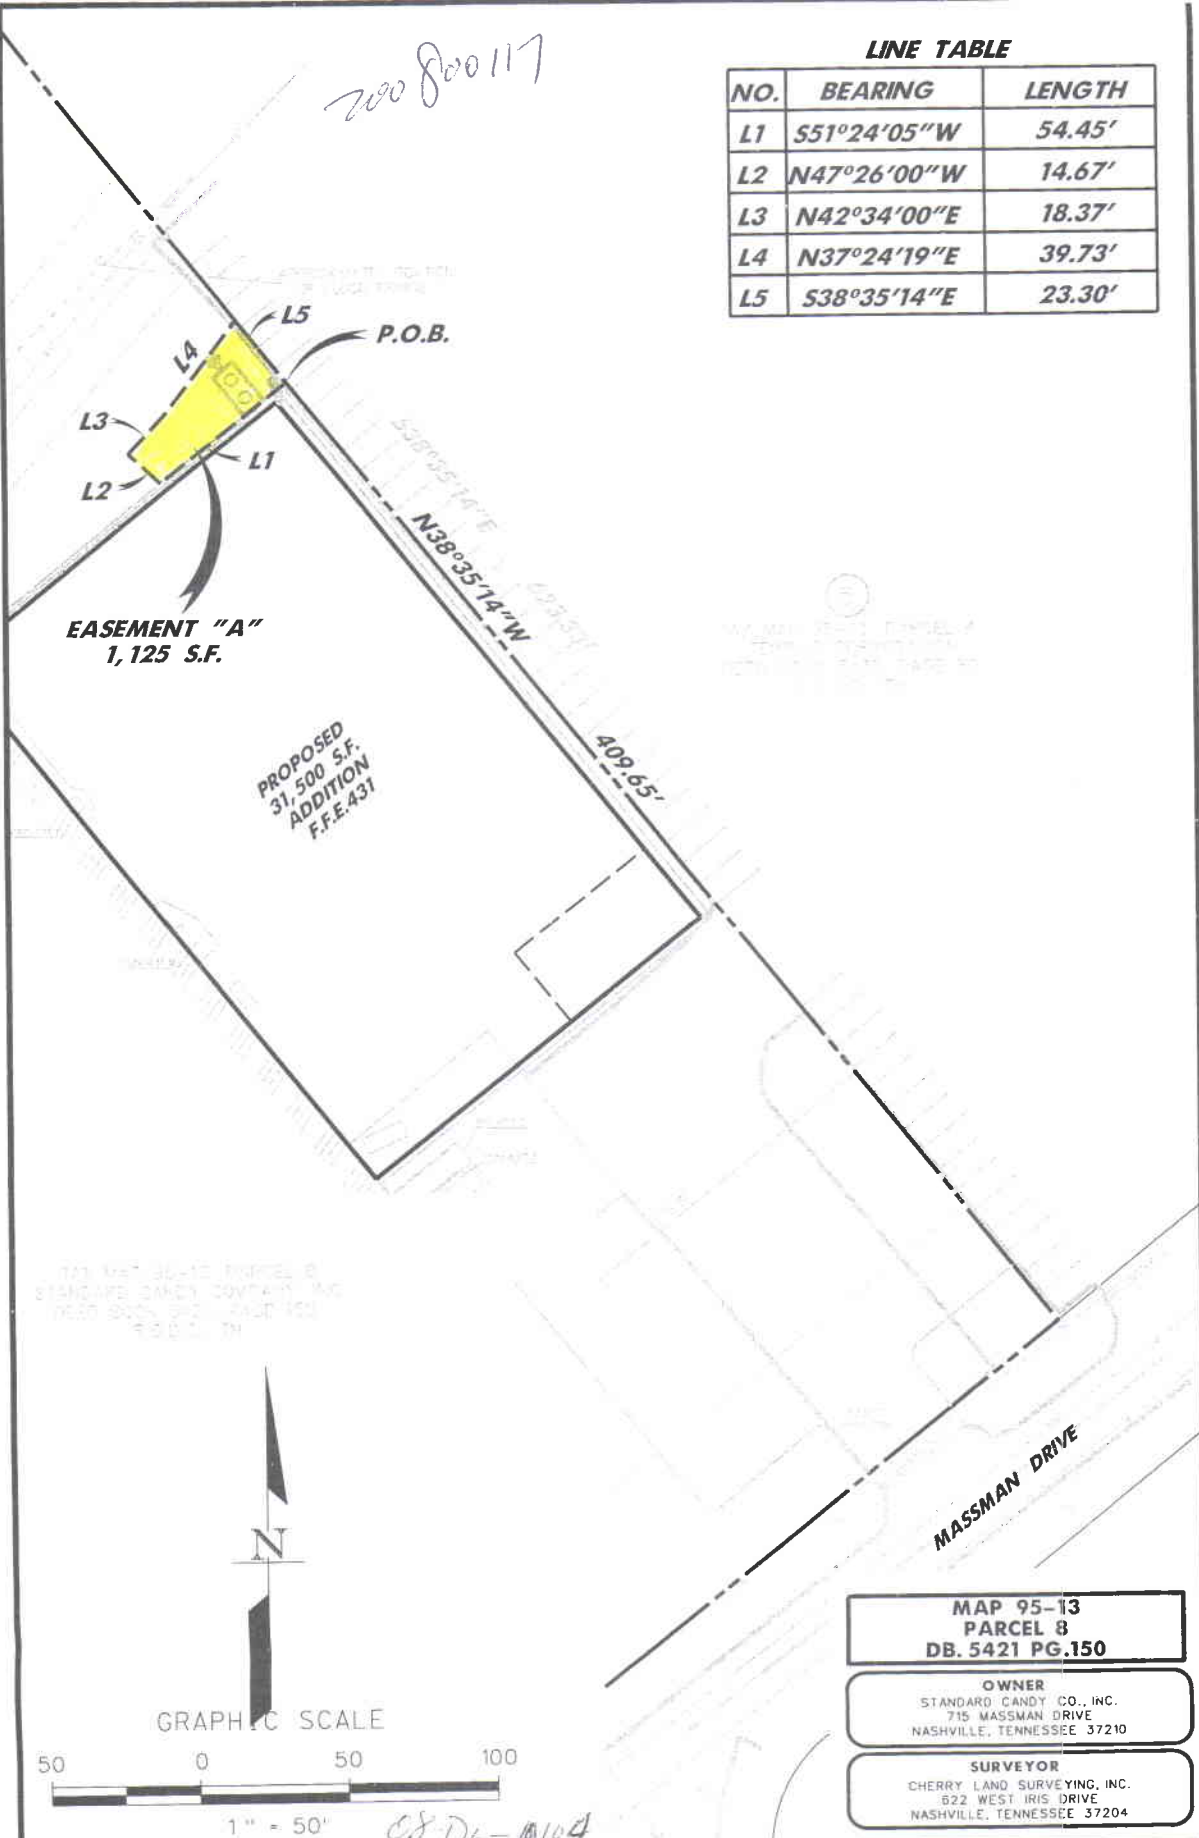 200800117
LINE TABLE
NO. BEARING LENGTH
L1 S51°24'05"W 54.45'
L2 N47°26'00"W 14.67'
L3 N42°34'00"E 18.37'
L4 N37°24'19"E 39.73'
L5 S38°35'14"E 23.30'
L5
P.O.B.
L4
L3
L1
L2
S38°35'14"E
N38°35'14"W
EASEMENT "A"
1,125 S.F.
PROPOSED
31,500 S.F.
ADDITION
F.F.E.431
409.65'
MASSMAN DRIVE
N
GRAPHIC SCALE
50 0 50 100
1" = 50'
MAP 95-13
PARCEL 8
DB. 5421 PG.150
OWNER
STANDARD CANDY CO., INC.
715 MASSMAN DRIVE
NASHVILLE, TENNESSEE 37210
SURVEYOR
CHERRY LAND SURVEYING, INC.
622 WEST IRIS DRIVE
NASHVILLE, TENNESSEE 37204